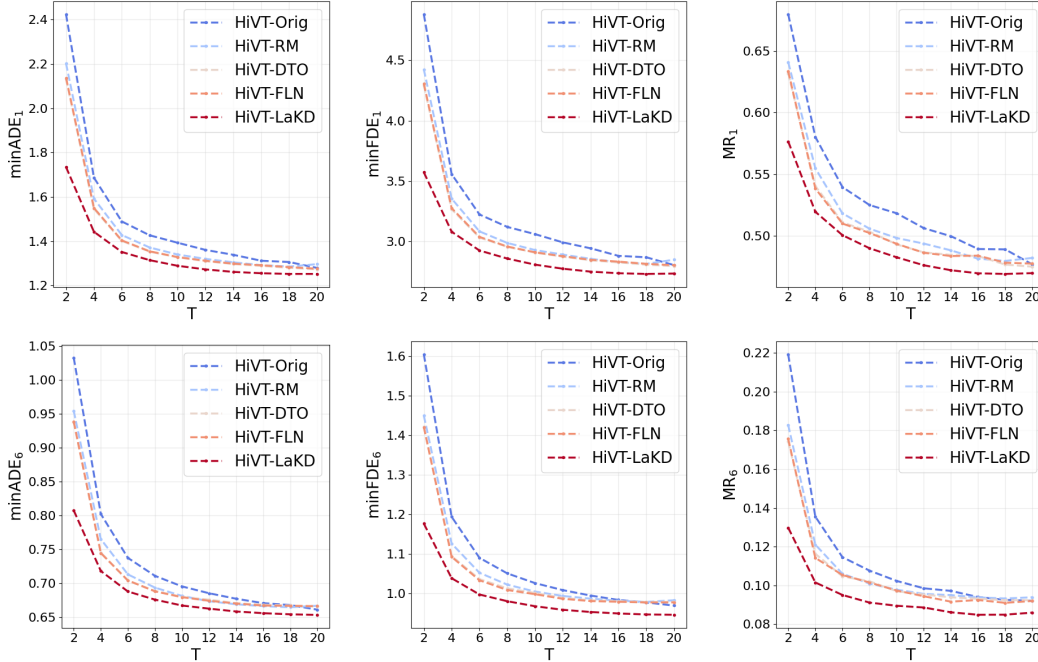 minADE1
2.4
2.2
2.0
1.8
1.6
1.4
1.2
HiVT-Orig
HiVT-RM
HiVT-DTO
HiVT-FLN
HiVT-LaKD
2 4 6 8 10 12 14 16 18 20
T
minFDE1
4.5
4.0
3.5
3.0
HiVT-Orig
HiVT-RM
HiVT-DTO
HiVT-FLN
HiVT-LaKD
2 4 6 8 10 12 14 16 18 20
T
MR1
0.65
0.60
0.55
0.50
HiVT-Orig
HiVT-RM
HiVT-DTO
HiVT-FLN
HiVT-LaKD
2 4 6 8 10 12 14 16 18 20
T
minADE6
1.05
1.00
0.95
0.90
0.85
0.80
0.75
0.70
0.65
HiVT-Orig
HiVT-RM
HiVT-DTO
HiVT-FLN
HiVT-LaKD
2 4 6 8 10 12 14 16 18 20
T
minFDE6
1.6
1.5
1.4
1.3
1.2
1.1
1.0
HiVT-Orig
HiVT-RM
HiVT-DTO
HiVT-FLN
HiVT-LaKD
2 4 6 8 10 12 14 16 18 20
T
MR6
0.22
0.20
0.18
0.16
0.14
0.12
0.10
0.08
HiVT-Orig
HiVT-RM
HiVT-DTO
HiVT-FLN
HiVT-LaKD
2 4 6 8 10 12 14 16 18 20
T